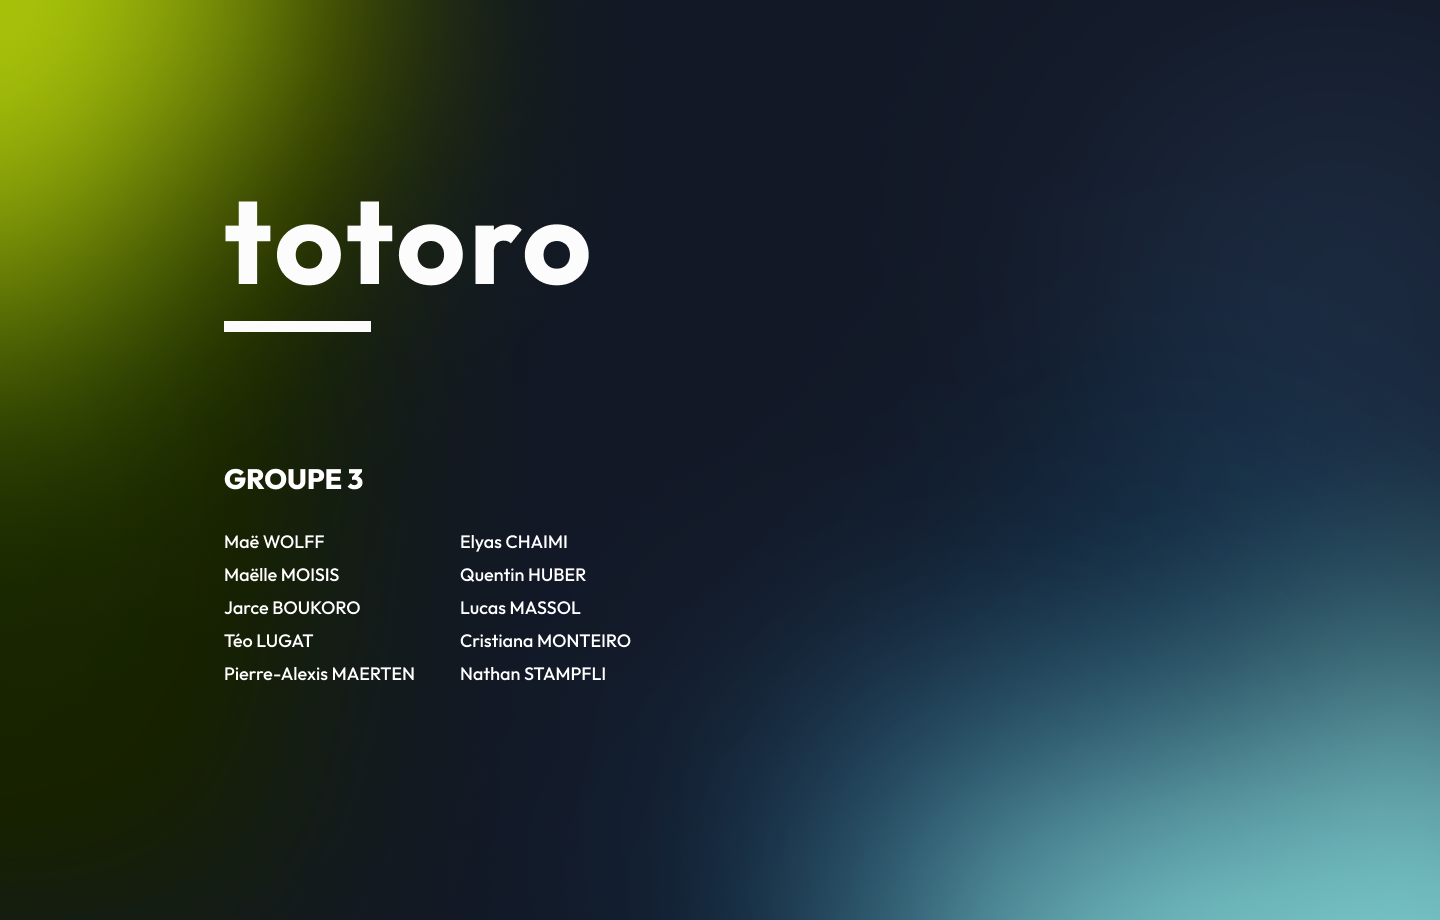 totoro
GROUPE 3
Maë WOLFF
Maëlle MOISIS
Jarce BOUKORO
Téo LUGAT
Pierre-Alexis MAERTEN
Elyas CHAIMI
Quentin HUBER
Lucas MASSOL
Cristiana MONTEIRO
Nathan STAMPFLI